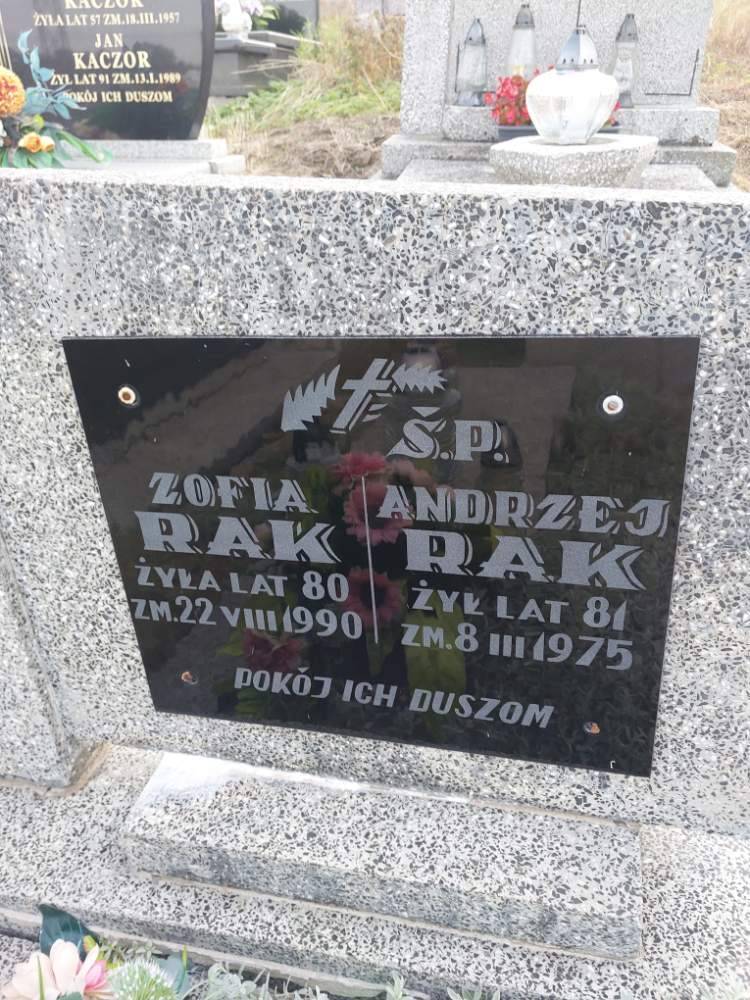 KACZOR
ŻYŁA LAT 57 ZM. 18.III.1957
JAN
KACZOR
ŻYŁ LAT 91 ZM. 13.I.1989
POKÓJ ICH DUSZOM
Ś.P.
ZOFIA
RAK
ŻYŁA LAT 80
ZM. 22 VIII 1990
ANDRZEJ
RAK
ŻYŁ LAT 81
ZM. 8 III 1975
POKÓJ ICH DUSZOM